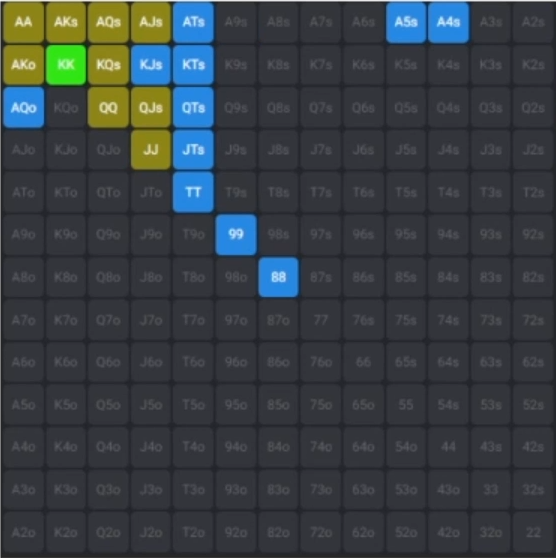 AA AKs AQs AJs ATs A9s A8s A7s A6s A5s A4s A3s A2s
AKo KK KQs KJs KTs K9s K8s K7s K6s K5s K4s K3s K2s
AQo KQo QQ QJs QTs Q9s Q8s Q7s Q6s Q5s Q4s Q3s Q2s
AJo KJo QJo JJ JTs J9s J8s J7s J6s J5s J4s J3s J2s
ATo KTo QTo JTo TT T9s T8s T7s T6s T5s T4s T3s T2s
A9o K9o Q9o J9o T9o 99 98s 97s 96s 95s 94s 93s 92s
A8o K8o Q8o J8o T8o 98o 88 87s 86s 85s 84s 83s 82s
A7o K7o Q7o J7o T7o 97o 87o 77 76s 75s 74s 73s 72s
A6o K6o Q6o J6o T6o 96o 86o 76o 66 65s 64s 63s 62s
A5o K5o Q5o J5o T5o 95o 85o 75o 65o 55 54s 53s 52s
A4o K4o Q4o J4o T4o 94o 84o 74o 64o 54o 44 43s 42s
A3o K3o Q3o J3o T3o 93o 83o 73o 63o 53o 43o 33 32s
A2o K2o Q2o J2o T2o 92o 82o 72o 62o 52o 42o 32o 22